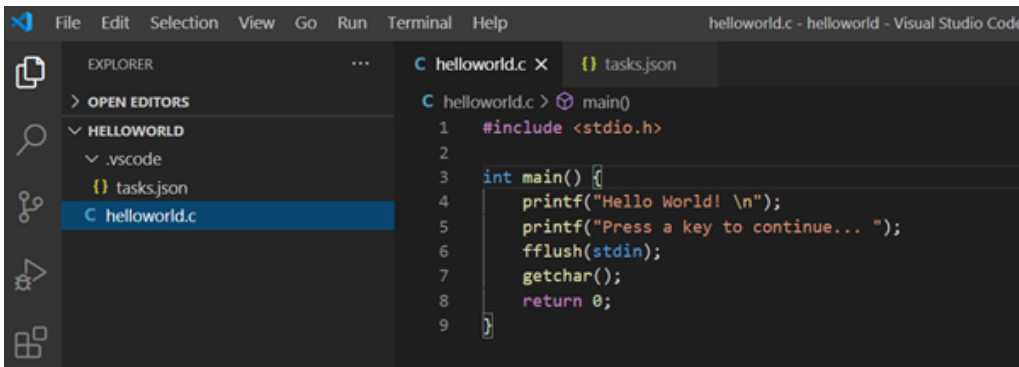 File Edit Selection View Go Run Terminal Help helloworld.c - helloworld - Visual Studio Code
EXPLORER ...
OPEN EDITORS
HELLOWORLD
.vscode
{} tasks.json
C helloworld.c
C helloworld.c × {} tasks.json
C helloworld.c > main()
1 #include <stdio.h>
2
3 int main() {
4 printf("Hello World! \n");
5 printf("Press a key to continue... ");
6 fflush(stdin);
7 getchar();
8 return 0;
9 }